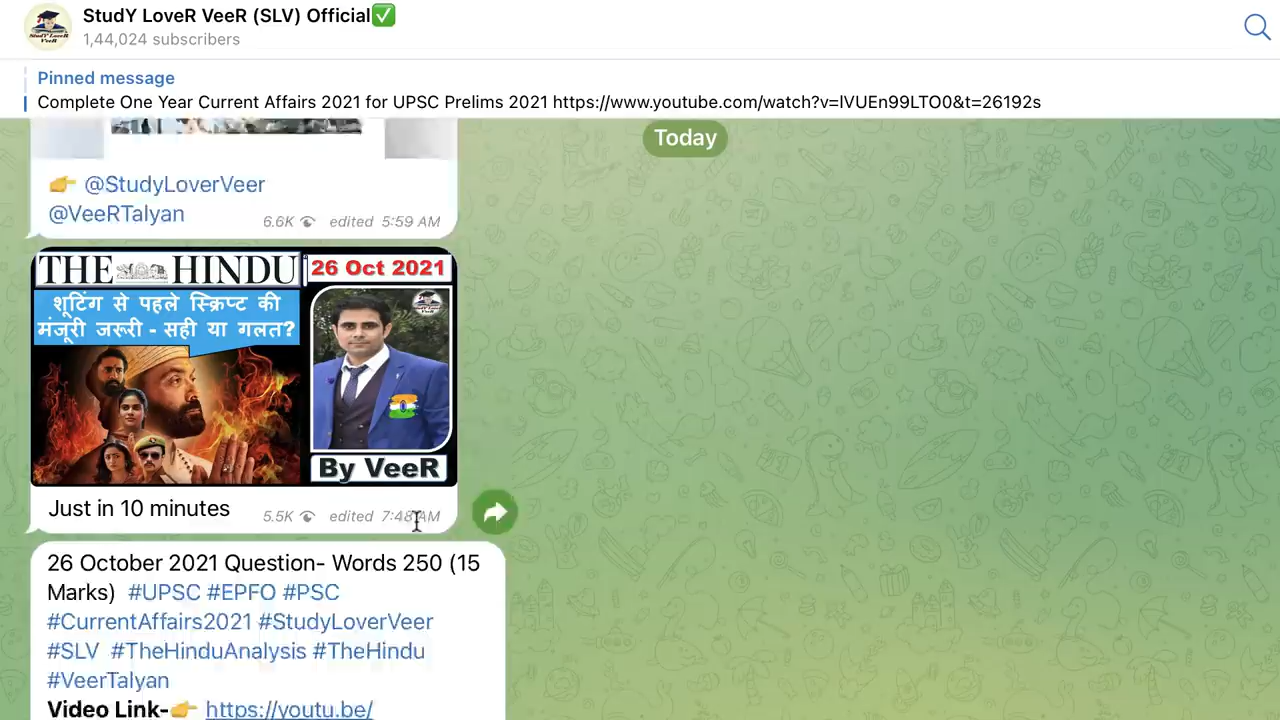 StudY LoveR VeeR (SLV) Official✅
1,44,024 subscribers
Pinned message
Complete One Year Current Affairs 2021 for UPSC Prelims 2021 https://www.youtube.com/watch?v=lVUEn99LTO0&t=26192s
Today
👉 @StudyLoverVeer
@VeeRTalyan
6.6K edited 5:59 AM
THE HINDU
26 Oct 2021
शूटिंग से पहले स्क्रिप्ट की
मंजूरी जरूरी - सही या गलत?
By VeeR
Just in 10 minutes
5.5K edited 7:48 AM
26 October 2021 Question- Words 250 (15
Marks) #UPSC #EPFO #PSC
#CurrentAffairs2021 #StudyLoverVeer
#SLV #TheHinduAnalysis #TheHindu
#VeerTalyan
Video Link-👉 https://youtu.be/